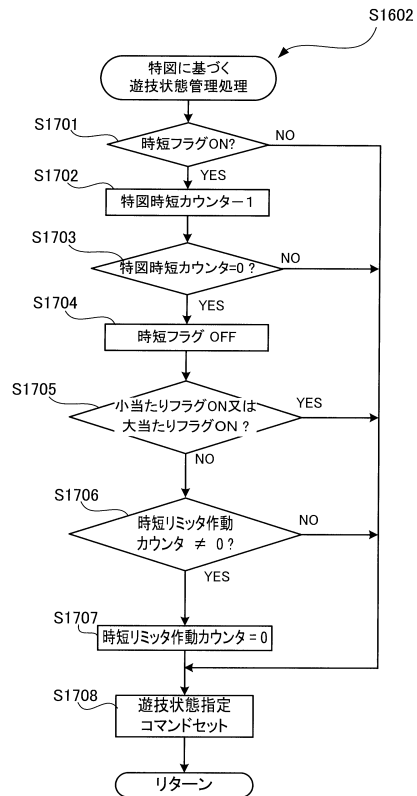 S1602
特図に基づく
遊技状態管理処理
S1701
時短フラグON?
NO
YES
S1702
特図時短カウンター1
S1703
特図時短カウンタ=0?
NO
YES
S1704
時短フラグ OFF
S1705
小当たりフラグON又は
大当たりフラグON?
YES
NO
S1706
時短リミッタ作動
カウンタ ≠ 0?
NO
YES
S1707
時短リミッタ作動カウンタ=0
S1708
遊技状態指定
コマンドセット
リターン